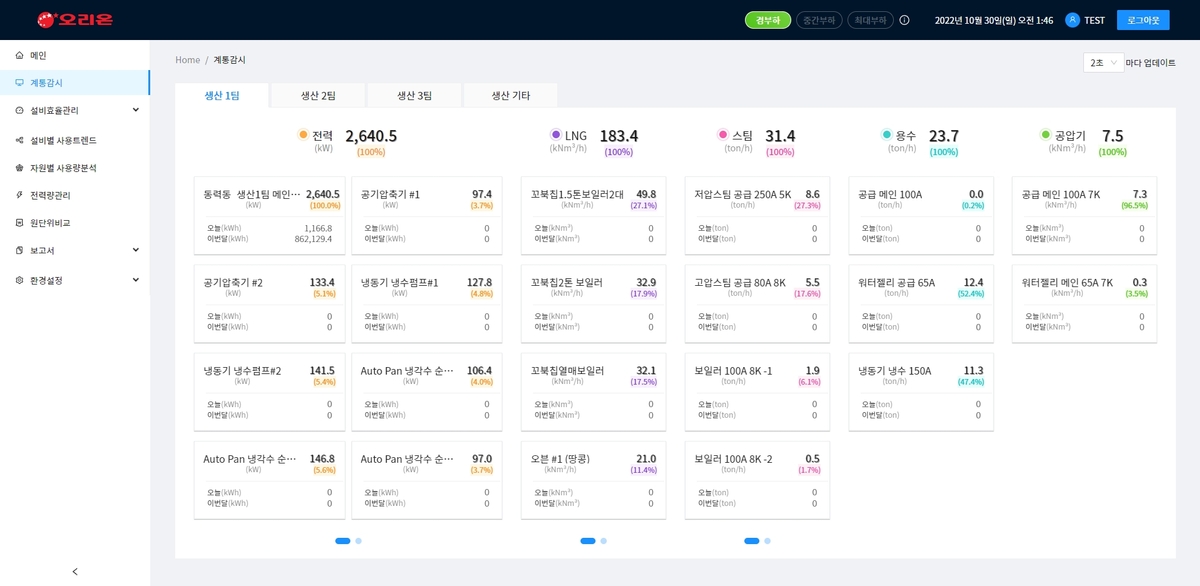 오리온
경부하 중간부하 최대부하 2022년 10월 30일(일) 오전 1:46 TEST 로그아웃
메인
계통감시
설비효율관리
설비별 사용트렌드
자원별 사용량분석
전력량관리
원단위비교
보고서
환경설정
Home / 계통감시
2초 마다 업데이트
생산 1팀 생산 2팀 생산 3팀 생산 기타
전력 2,640.5
(kW) (100%)
LNG 183.4
(kNm³/h) (100%)
스팀 31.4
(ton/h) (100%)
용수 23.7
(ton/h) (100%)
공압기 7.5
(kNm³/h) (100%)
동력동 생산1팀 메인··· 2,640.5
(kW) (100.0%)
오늘(kWh) 1,166.8
이번달(kWh) 862,129.4
공기압축기 #1 97.4
(kW) (3.7%)
오늘(kWh) 0
이번달(kWh) 0
꼬북칩1.5톤보일러2대 49.8
(kNm³/h) (27.1%)
오늘(kNm³) 0
이번달(kNm³) 0
저압스팀 공급 250A 5K 8.6
(ton/h) (27.3%)
오늘(ton) 0
이번달(ton) 0
공급 메인 100A 0.0
(ton/h) (0.2%)
오늘(ton) 0
이번달(ton) 0
공급 메인 100A 7K 7.3
(kNm³/h) (96.5%)
오늘(kNm³) 0
이번달(kNm³) 0
공기압축기 #2 133.4
(kW) (5.1%)
오늘(kWh) 0
이번달(kWh) 0
냉동기 냉수펌프#1 127.8
(kW) (4.8%)
오늘(kWh) 0
이번달(kWh) 0
꼬북칩2톤 보일러 32.9
(kNm³/h) (17.9%)
오늘(kNm³) 0
이번달(kNm³) 0
고압스팀 공급 80A 8K 5.5
(ton/h) (17.6%)
오늘(ton) 0
이번달(ton) 0
워터젤리 공급 65A 12.4
(ton/h) (52.4%)
오늘(ton) 0
이번달(ton) 0
워터젤리 메인 65A 7K 0.3
(kNm³/h) (3.5%)
오늘(kNm³) 0
이번달(kNm³) 0
냉동기 냉수펌프#2 141.5
(kW) (5.4%)
오늘(kWh) 0
이번달(kWh) 0
Auto Pan 냉각수 순··· 106.4
(kW) (4.0%)
오늘(kWh) 0
이번달(kWh) 0
꼬북칩열매보일러 32.1
(kNm³/h) (17.5%)
오늘(kNm³) 0
이번달(kNm³) 0
보일러 100A 8K -1 1.9
(ton/h) (6.1%)
오늘(ton) 0
이번달(ton) 0
냉동기 냉수 150A 11.3
(ton/h) (47.4%)
오늘(ton) 0
이번달(ton) 0
Auto Pan 냉각수 순··· 146.8
(kW) (5.6%)
오늘(kWh) 0
이번달(kWh) 0
Auto Pan 냉각수 순··· 97.0
(kW) (3.7%)
오늘(kWh) 0
이번달(kWh) 0
오븐 #1 (땅콩) 21.0
(kNm³/h) (11.4%)
오늘(kNm³) 0
이번달(kNm³) 0
보일러 100A 8K -2 0.5
(ton/h) (1.7%)
오늘(ton) 0
이번달(ton) 0